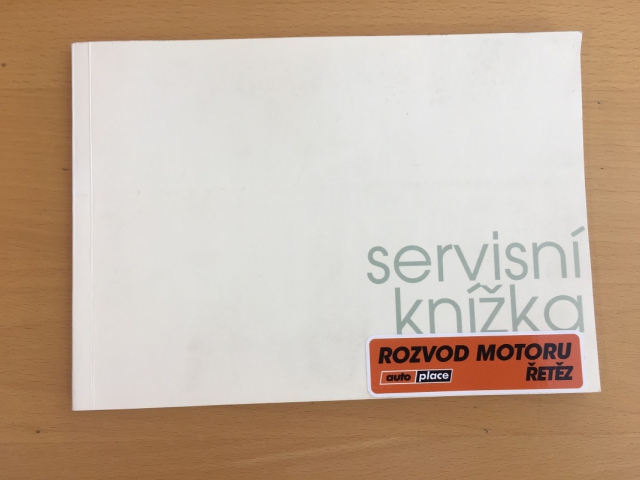 servisní
knížka
ROZVOD MOTORU
auto place ŘETĚZ